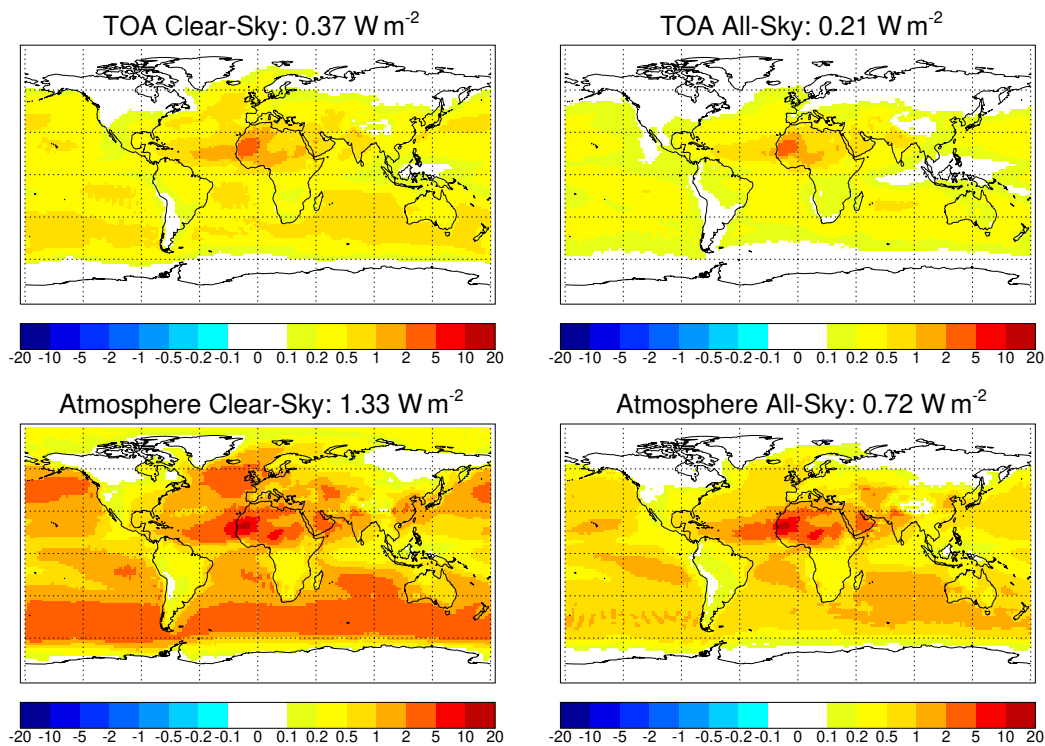 TOA Clear-Sky: 0.37 W m-2
TOA All-Sky: 0.21 W m-2
-20 -10 -5 -2 -1 -0.5 -0.2 -0.1 0 0.1 0.2 0.5 1 2 5 10 20
-20 -10 -5 -2 -1 -0.5 -0.2 -0.1 0 0.1 0.2 0.5 1 2 5 10 20
Atmosphere Clear-Sky: 1.33 W m-2
Atmosphere All-Sky: 0.72 W m-2
-20 -10 -5 -2 -1 -0.5 -0.2 -0.1 0 0.1 0.2 0.5 1 2 5 10 20
-20 -10 -5 -2 -1 -0.5 -0.2 -0.1 0 0.1 0.2 0.5 1 2 5 10 20